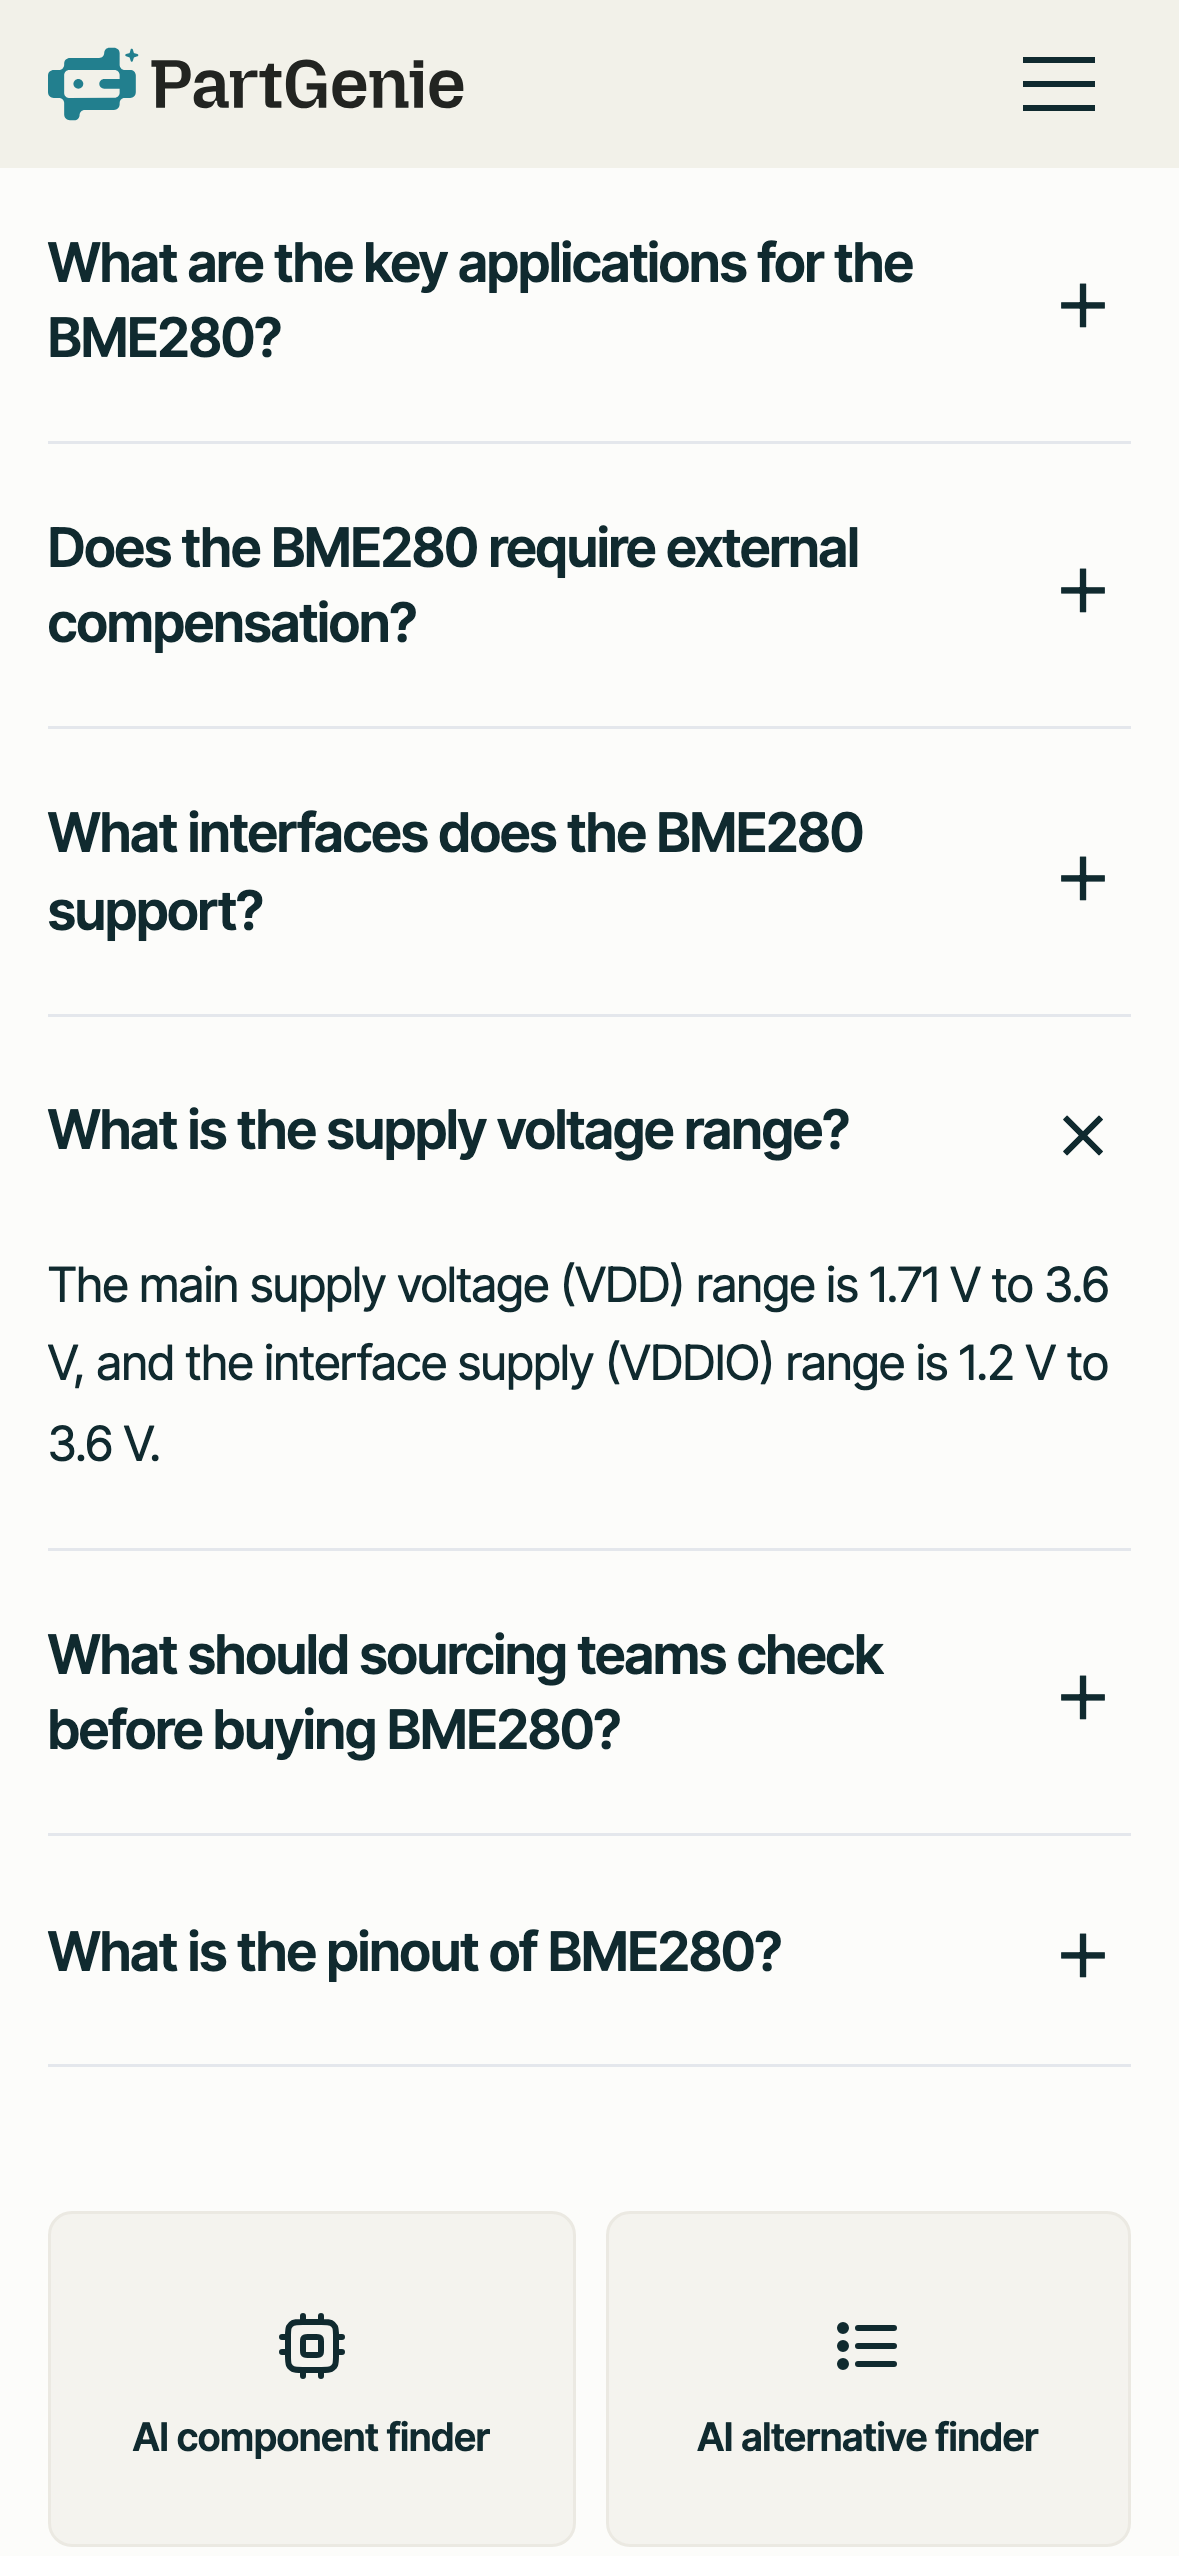 PartGenie
What are the key applications for the
BME280?
Does the BME280 require external
compensation?
What interfaces does the BME280
support?
What is the supply voltage range?
The main supply voltage (VDD) range is 1.71 V to 3.6
V, and the interface supply (VDDIO) range is 1.2 V to
3.6 V.
What should sourcing teams check
before buying BME280?
What is the pinout of BME280?
AI component finder
AI alternative finder